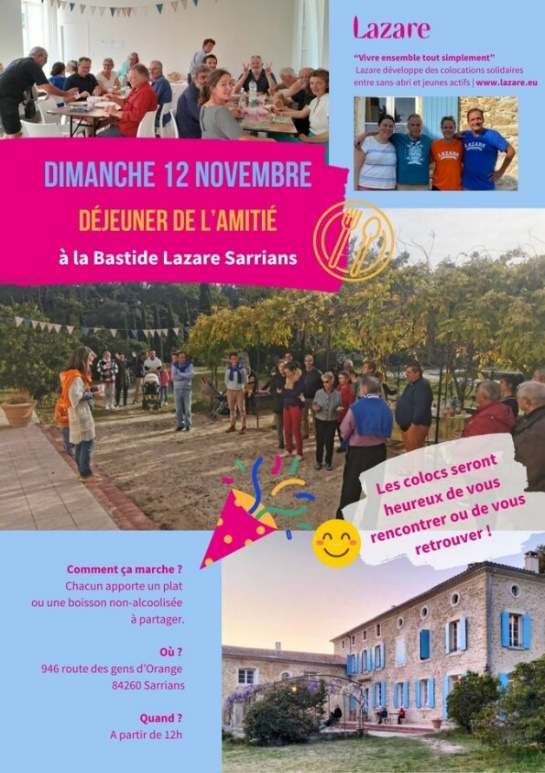 Lazare
“Vivre ensemble tout simplement”
Lazare développe des colocations solidaires
entre sans-abri et jeunes actifs | www.lazare.eu
DIMANCHE 12 NOVEMBRE
DÉJEUNER DE L’AMITIÉ
à la Bastide Lazare Sarrians
Les colocs seront
heureux de vous
rencontrer ou de vous
retrouver !
Comment ça marche ?
Chacun apporte un plat
ou une boisson non-alcoolisée
à partager.
Où ?
946 route des gens d’Orange
84260 Sarrians
Quand ?
A partir de 12h